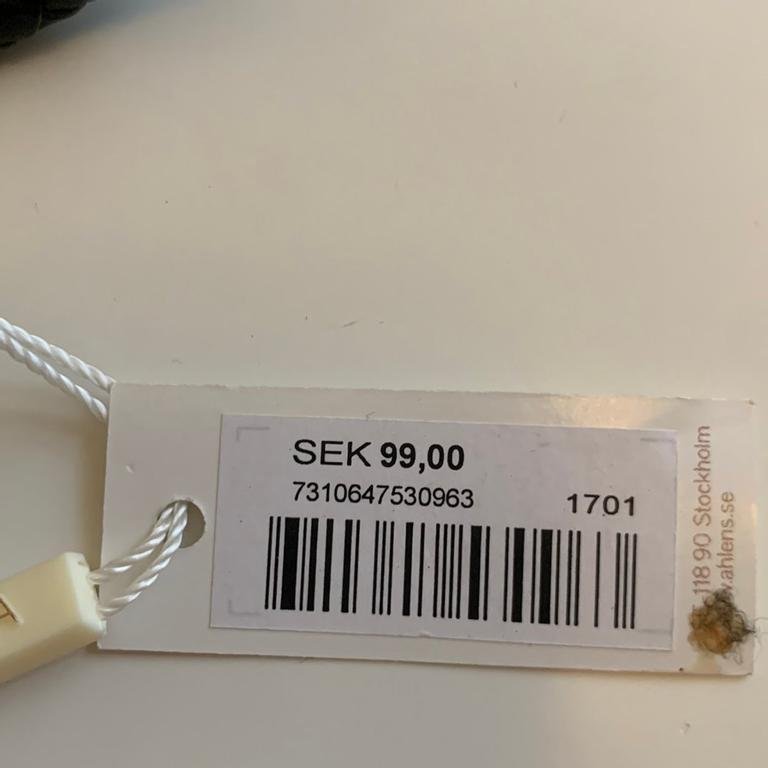 SEK 99,00
7310647530963
1701
118 90 Stockholm
.ahlens.se